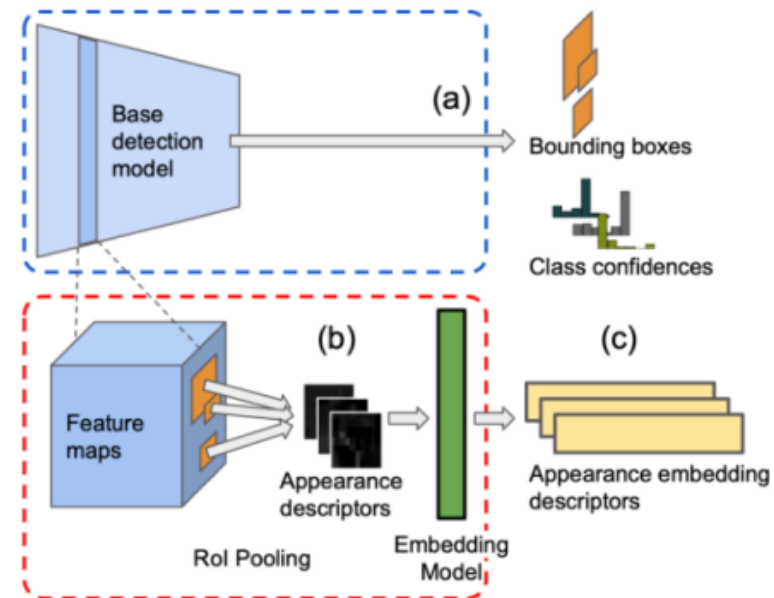 (a)
Base
detection
model
Bounding boxes
Class confidences
(b)
(c)
Feature
maps
Appearance
descriptors
Appearance embedding
descriptors
RoI Pooling
Embedding
Model